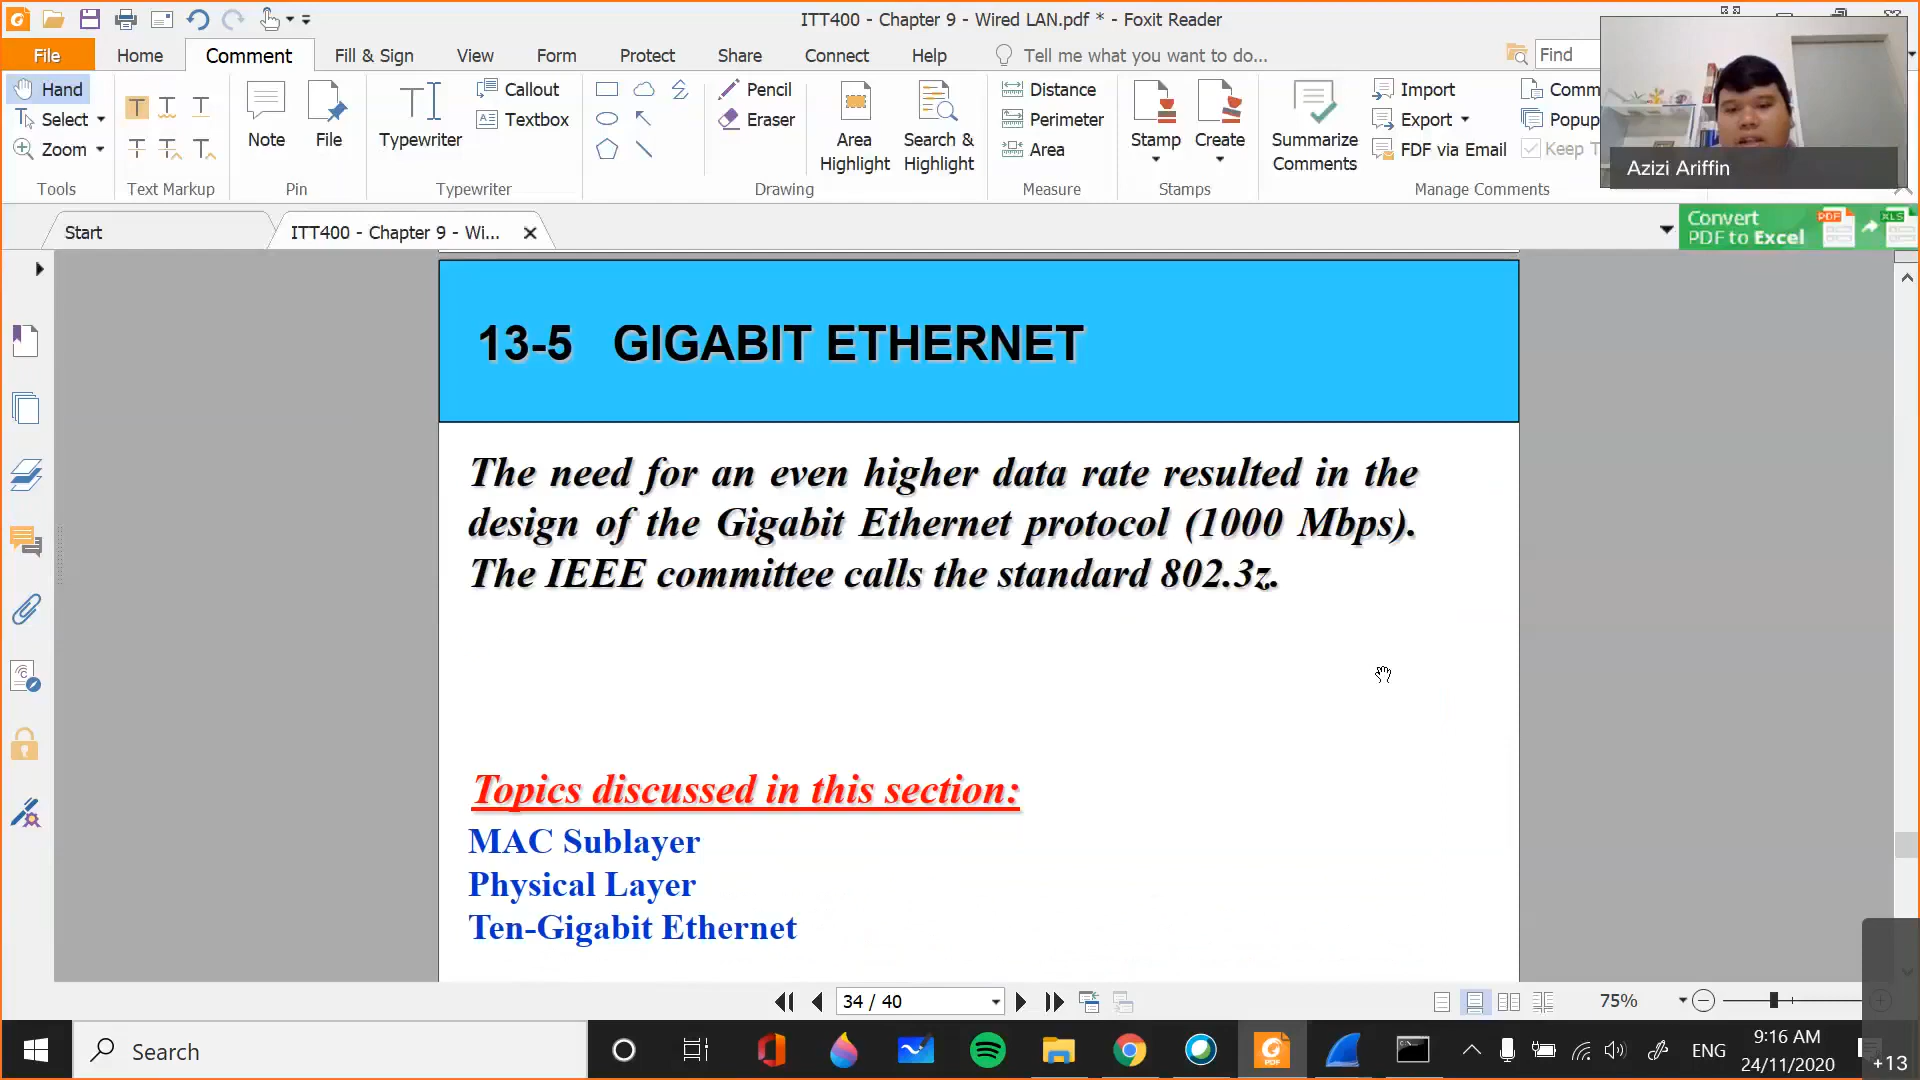 ITT400 - Chapter 9 - Wired LAN.pdf * - Foxit Reader
File Home Comment Fill & Sign View Form Protect Share Connect Help Tell me what you want to do... Find
Hand
Select
Zoom
Tools
Text Markup
Note
File
Pin
Typewriter
Callout
Textbox
Typewriter
Pencil
Eraser
Area
Highlight
Search &
Highlight
Drawing
Distance
Perimeter
Area
Measure
Stamp
Create
Stamps
Summarize
Comments
Import
Export
FDF via Email
Comm
Popup
Keep T
Manage Comments
Azizi Ariffin
Start
ITT400 - Chapter 9 - Wi...
Convert
PDF to Excel
PDF
XLS
13-5 GIGABIT ETHERNET
The need for an even higher data rate resulted in the
design of the Gigabit Ethernet protocol (1000 Mbps).
The IEEE committee calls the standard 802.3z.
Topics discussed in this section:
MAC Sublayer
Physical Layer
Ten-Gigabit Ethernet
34 / 40
75%
Search
PDF
ENG
9:16 AM
24/11/2020
+13